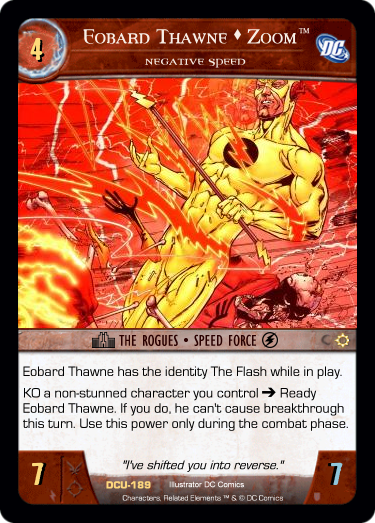 4
Eobard Thawne ♦ Zoom™
DC
NEGATIVE SPEED
THE ROGUES • SPEED FORCE
Eobard Thawne has the identity The Flash while in play.
KO a non-stunned character you control ➔ Ready
Eobard Thawne. If you do, he can't cause breakthrough
this turn. Use this power only during the combat phase.
"I've shifted you into reverse."
7
DCU-189 Illustrator DC Comics
7
Characters, Related Elements ™ & © DC Comics